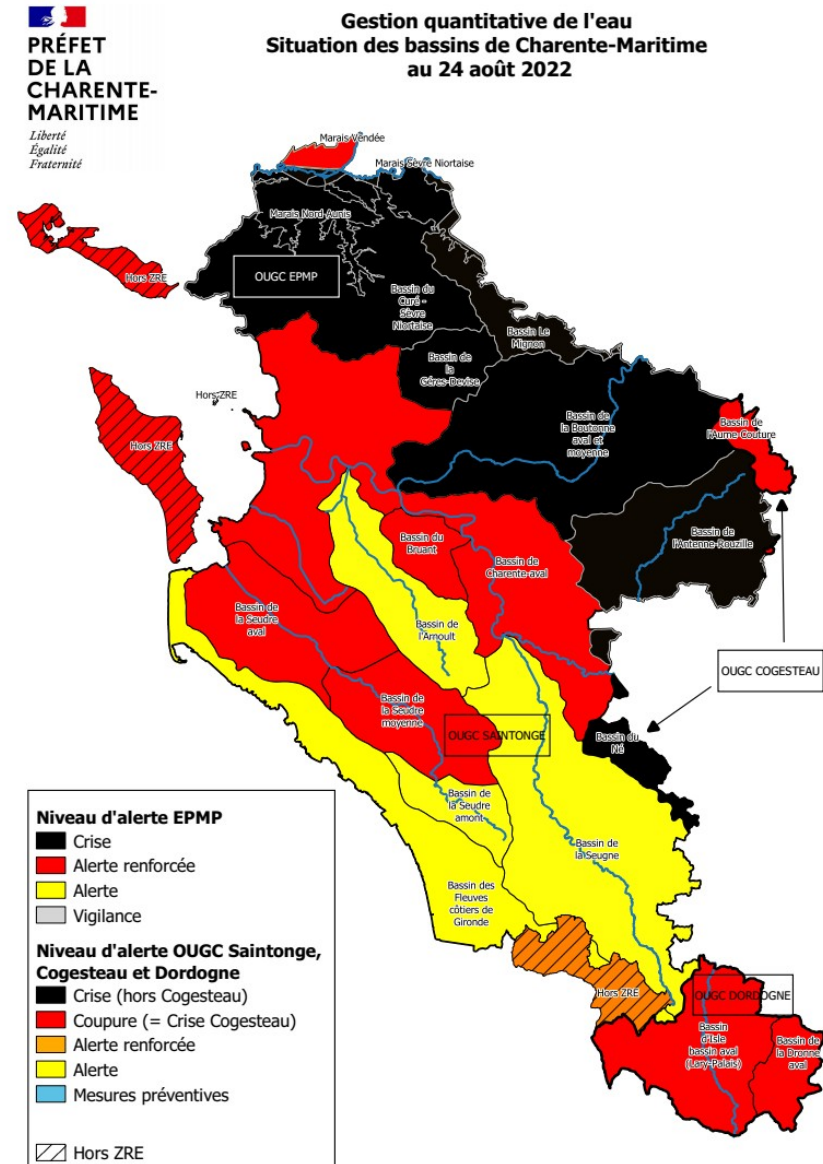 PRÉFET
DE LA
CHARENTE-
MARITIME
Liberté
Égalité
Fraternité
Gestion quantitative de l'eau
Situation des bassins de Charente-Maritime
au 24 août 2022
Marais Vendée
Marais Sèvre Niortaise
Marais Nord Aunis
Hors ZRE
OUGC EPMP
Bassin du
Curé -
Sèvre
Niortaise
Bassin Le
Mignon
Bassin de
la
Gères-Devise
Hors ZRE
Hors ZRE
Bassin de
la Boutonne
aval et
moyenne
Bassin de
l'Aume-Couture
Bassin du
Bruant
Bassin de
Charente-aval
Bassin de
l'Antenne-Rouzille
Bassin de
la Seudre
aval
Bassin de
l'Arnoult
OUGC COGESTEAU
Bassin de
la Seudre
moyenne
OUGC SAINTONGE
Bassin du
Né
Bassin de
la Seudre
amont
Bassin de
la Seugne
Bassin des
Fleuves
côtiers de
Gironde
Hors ZRE
OUGC DORDOGNE
Bassin
d'Isle
bassin aval
(Lary-Palais)
Bassin de
la Dronne
aval
Niveau d'alerte EPMP
Crise
Alerte renforcée
Alerte
Vigilance
Niveau d'alerte OUGC Saintonge,
Cogesteau et Dordogne
Crise (hors Cogesteau)
Coupure (= Crise Cogesteau)
Alerte renforcée
Alerte
Mesures préventives
Hors ZRE